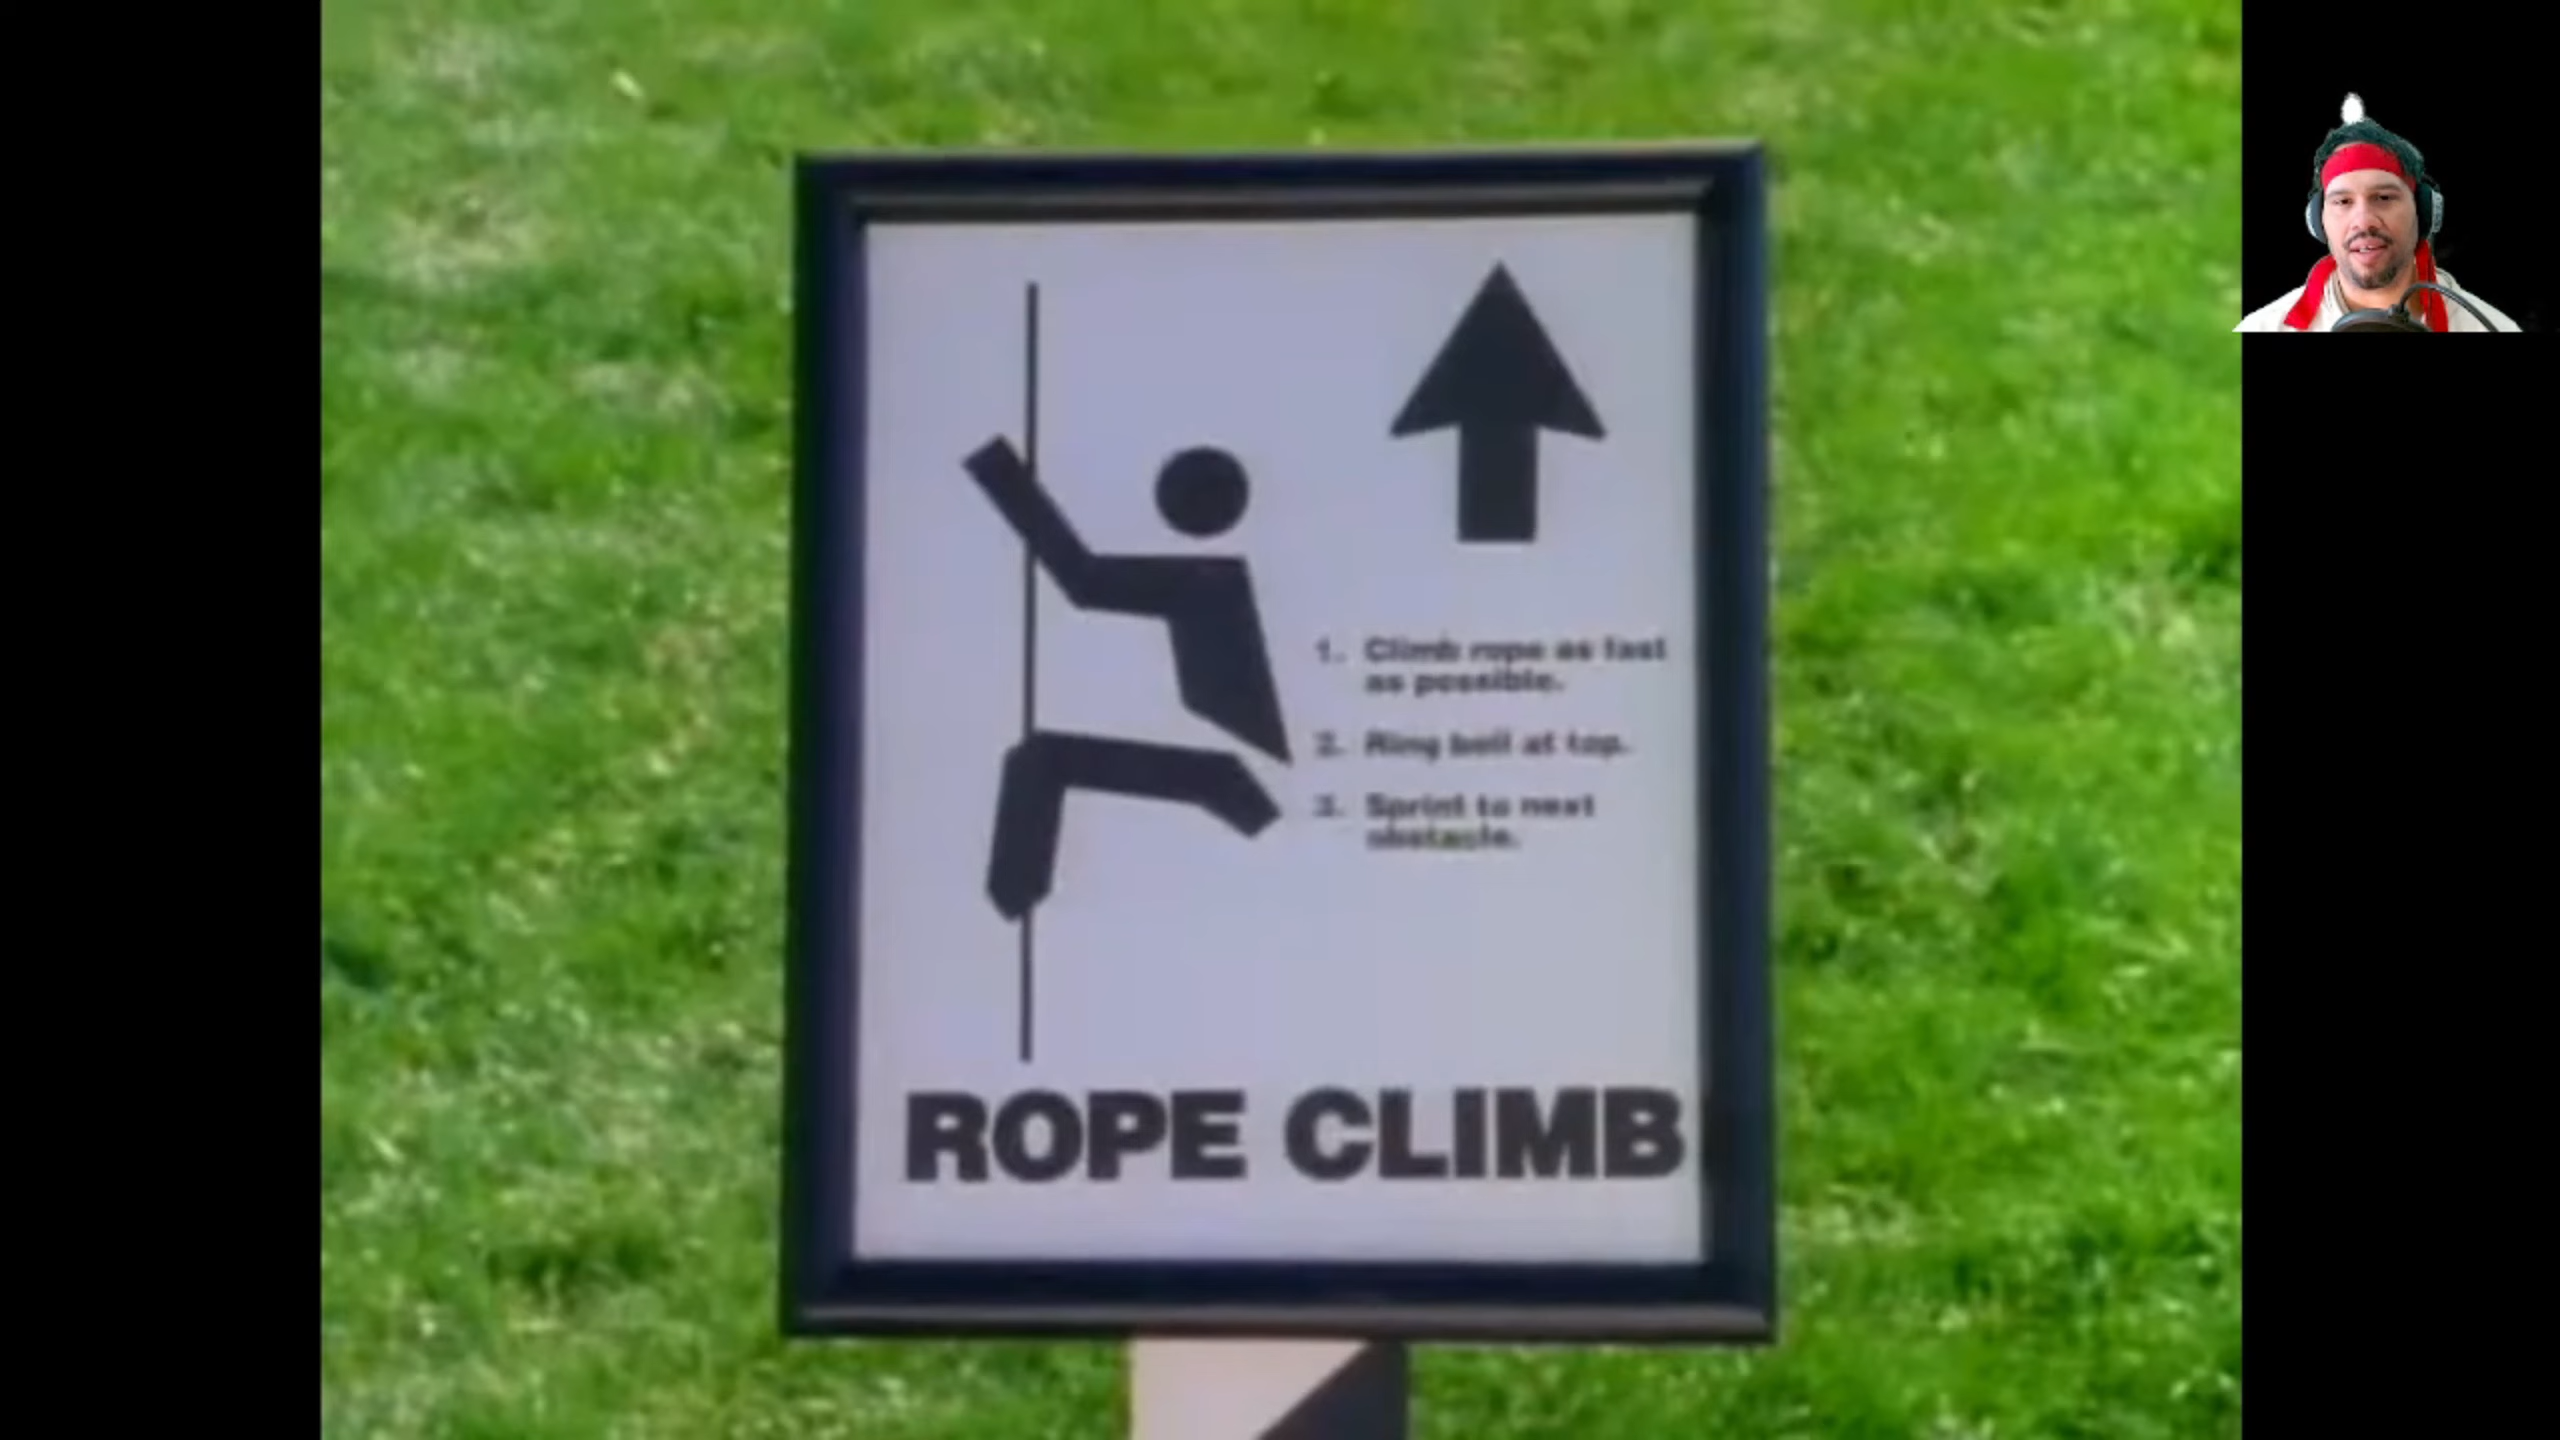 1. Climb rope as fast
as possible.
2. Ring bell at top.
3. Sprint to next
obstacle.
ROPE CLIMB